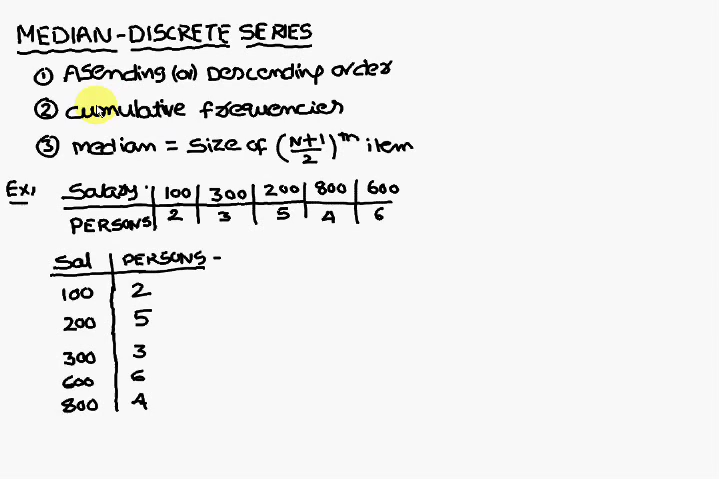 MEDIAN-DISCRETE SERIES
① Asending (or) Descending order
② cumulative frequencies
③ median = size of (N+1/2)th item
Ex, Salary 100 300 200 800 600
PERSONS 2 3 5 4 6
Sal PERSONS -
100 2
200 5
300 3
600 6
800 4